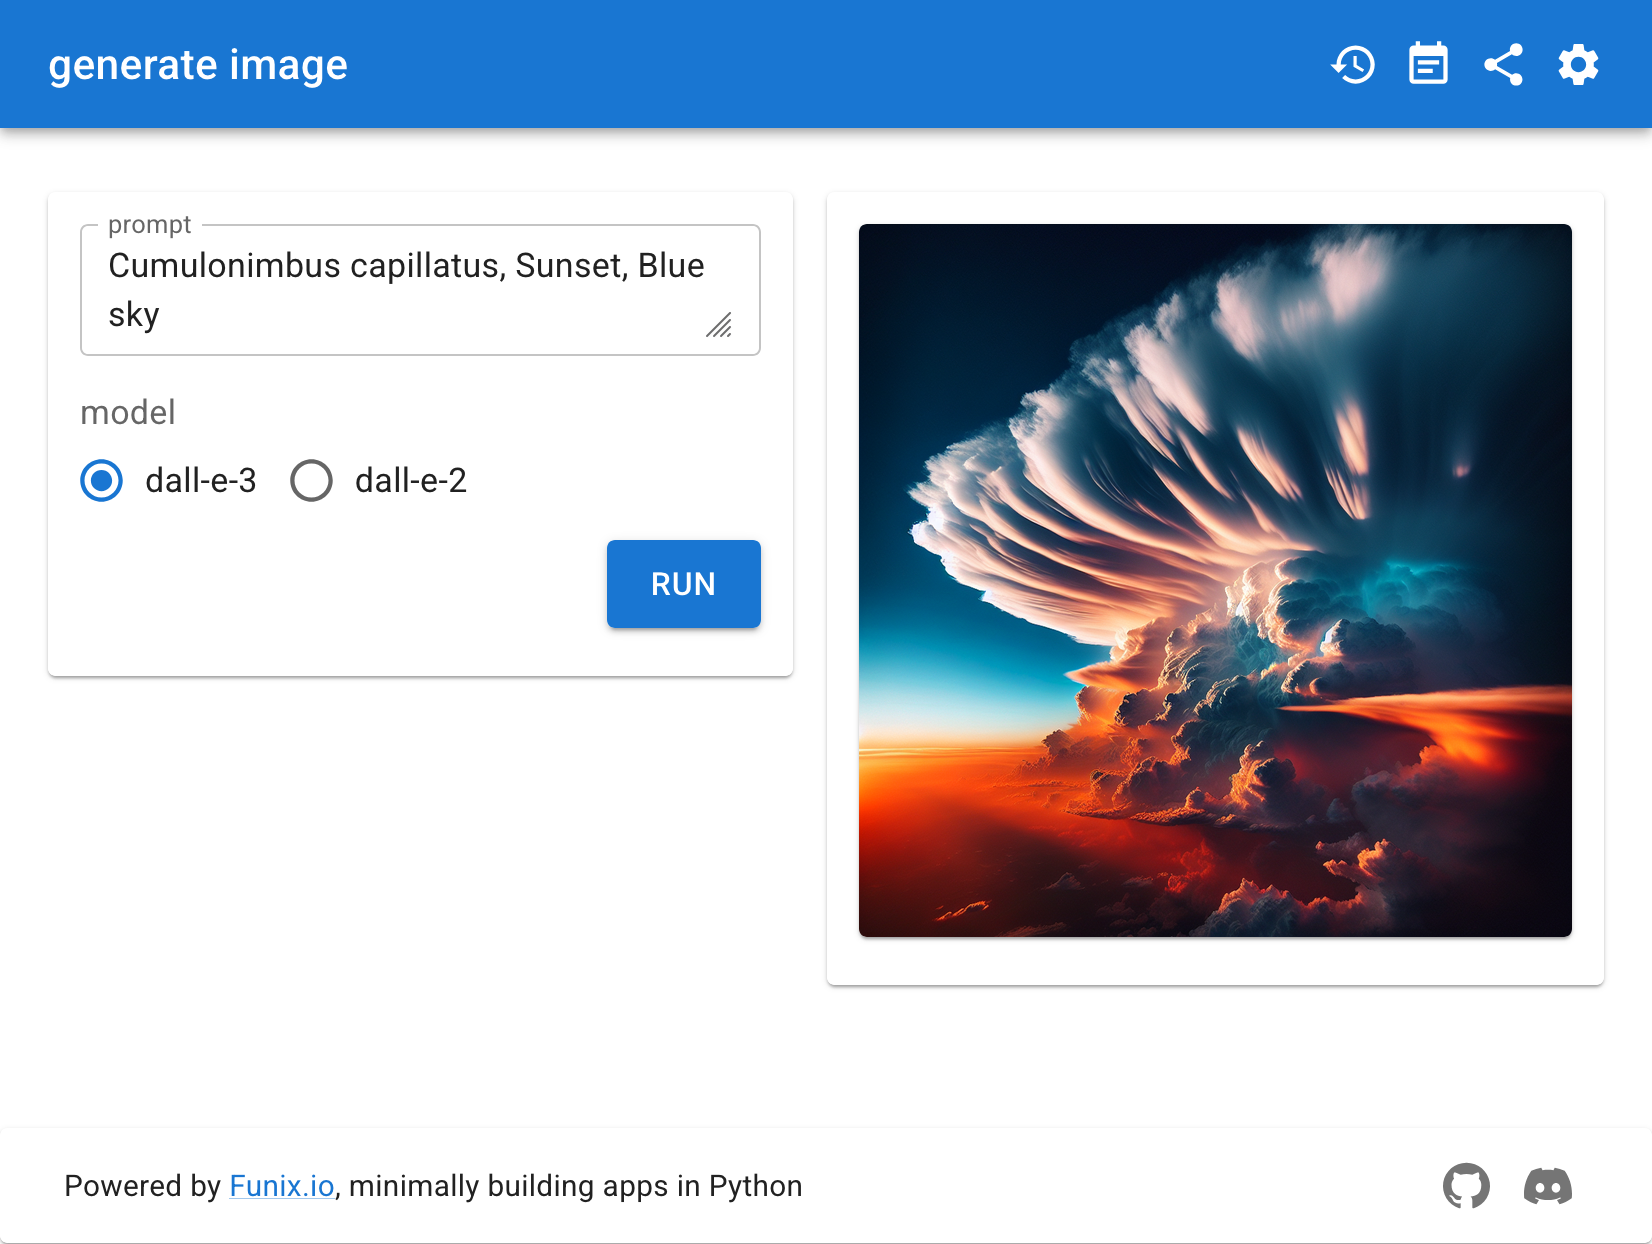 generate image
prompt
Cumulonimbus capillatus, Sunset, Blue
sky
model
dall-e-3 dall-e-2
RUN
Powered by Funix.io, minimally building apps in Python